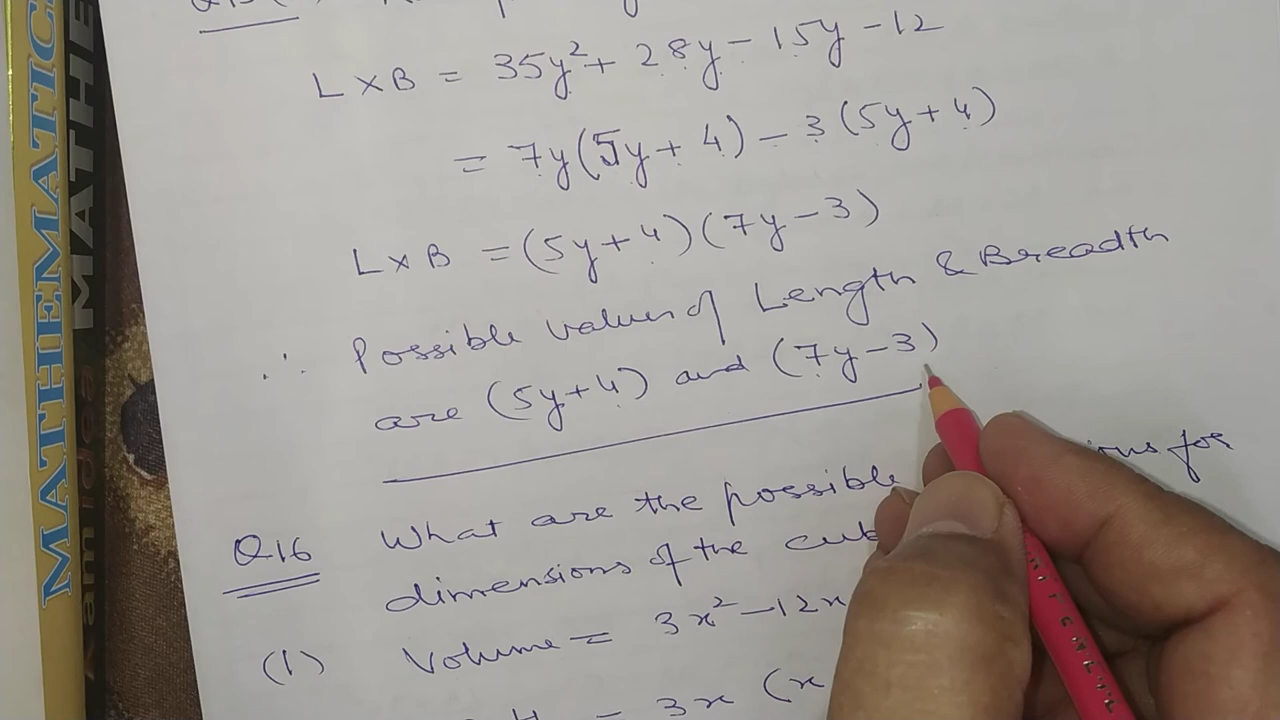 L×B = 35y² + 28y - 15y - 12
= 7y(5y + 4) - 3(5y + 4)
L×B = (5y + 4)(7y - 3)
∴ Possible values of Length & Breadth
are (5y + 4) and (7y - 3)
Q16 What are the possible
dimensions of the
(1) Volume = 3x² - 12x
3x (x
MATHEMATIC
MATHE